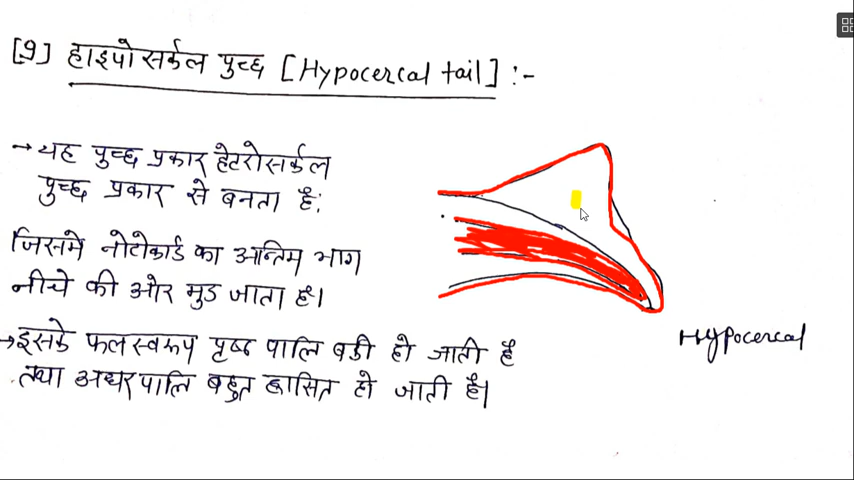 [9] हाइपोसर्कल पुच्छ [Hypocercal tail] :-
→ यह पुच्छ प्रकार हेटरोसर्कल
पुच्छ प्रकार से बनता है:
जिसमे नोटोकार्ड का अन्तिम भाग
नीचे की ओर मुड जाता है।
→ इसके फलस्वरूप पृष्ठ पालि बडी हो जाती है
तथा अधर पालि बहुत ह्रासित हो जाती है।
Hypocercal